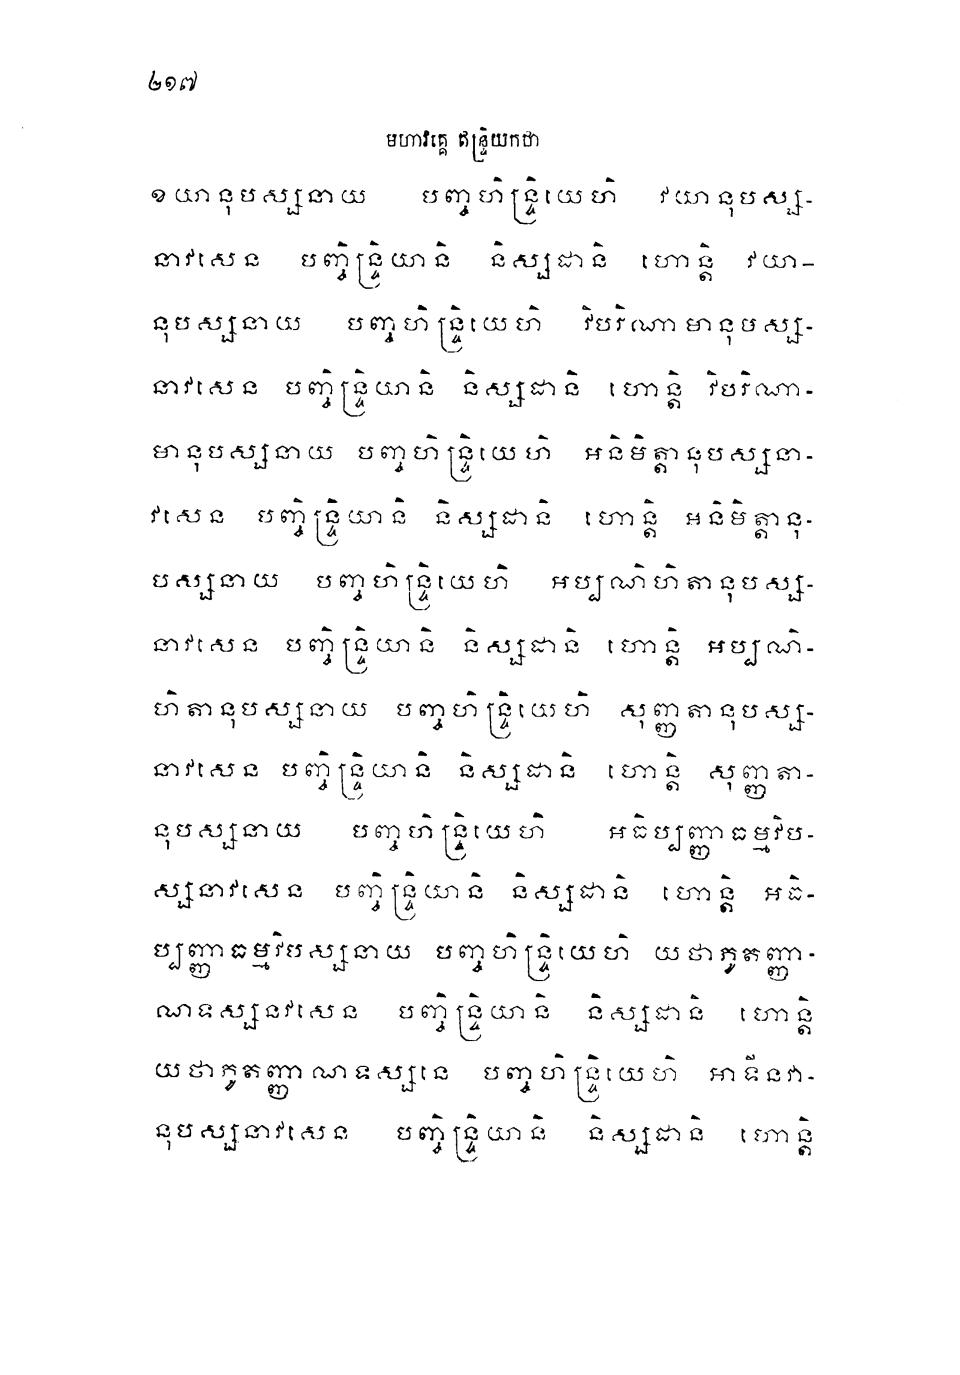 ២១៧
មហាវគ្គេ ឥន្ទ្រិយកថា
ខយានុបស្សនាយ បញ្ចហិន្ទ្រិយេហិ វយានុបស្ស-
នាវសេន បញ្ចិន្ទ្រិយានិ និស្សដានិ ហោន្តិ វយា-
នុបស្សនាយ បញ្ចហិន្ទ្រិយេហិ វិបរិណាមានុបស្ស-
នាវសេន បញ្ចិន្ទ្រិយានិ និស្សដានិ ហោន្តិ វិបរិណា-
មានុបស្សនាយ បញ្ចហិន្ទ្រិយេហិ អនិមិត្តានុបស្សនា-
វសេន បញ្ចិន្ទ្រិយានិ និស្សដានិ ហោន្តិ អនិមិត្តានុ-
បស្សនាយ បញ្ចហិន្ទ្រិយេហិ អប្បណិហិតានុបស្ស-
នាវសេន បញ្ចិន្ទ្រិយានិ និស្សដានិ ហោន្តិ អប្បណិ-
ហិតានុបស្សនាយ បញ្ចហិន្ទ្រិយេហិ សុញ្ញតានុបស្ស-
នាវសេន បញ្ចិន្ទ្រិយានិ និស្សដានិ ហោន្តិ សុញ្ញតា-
នុបស្សនាយ បញ្ចហិន្ទ្រិយេហិ អធិប្បញ្ញាធម្មវិប-
ស្សនាវសេន បញ្ចិន្ទ្រិយានិ និស្សដានិ ហោន្តិ អធិ-
ប្បញ្ញាធម្មវិបស្សនាយ បញ្ចហិន្ទ្រិយេហិ យថាភូតញ្ញា-
ណទស្សនវសេន បញ្ចិន្ទ្រិយានិ និស្សដានិ ហោន្តិ
យថាភូតញ្ញាណទស្សនេ បញ្ចហិន្ទ្រិយេហិ អាទីនវា-
នុបស្សនាវសេន បញ្ចិន្ទ្រិយានិ និស្សដានិ ហោន្តិ